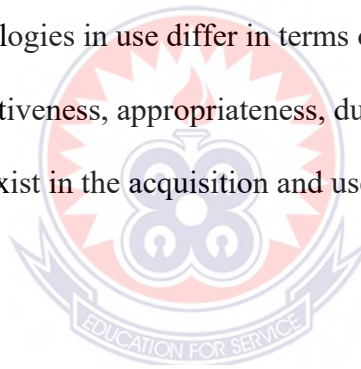 logies in use differ in terms
tiveness, appropriateness, du
xist in the acquisition and us
EDUCATION FOR SERVICE